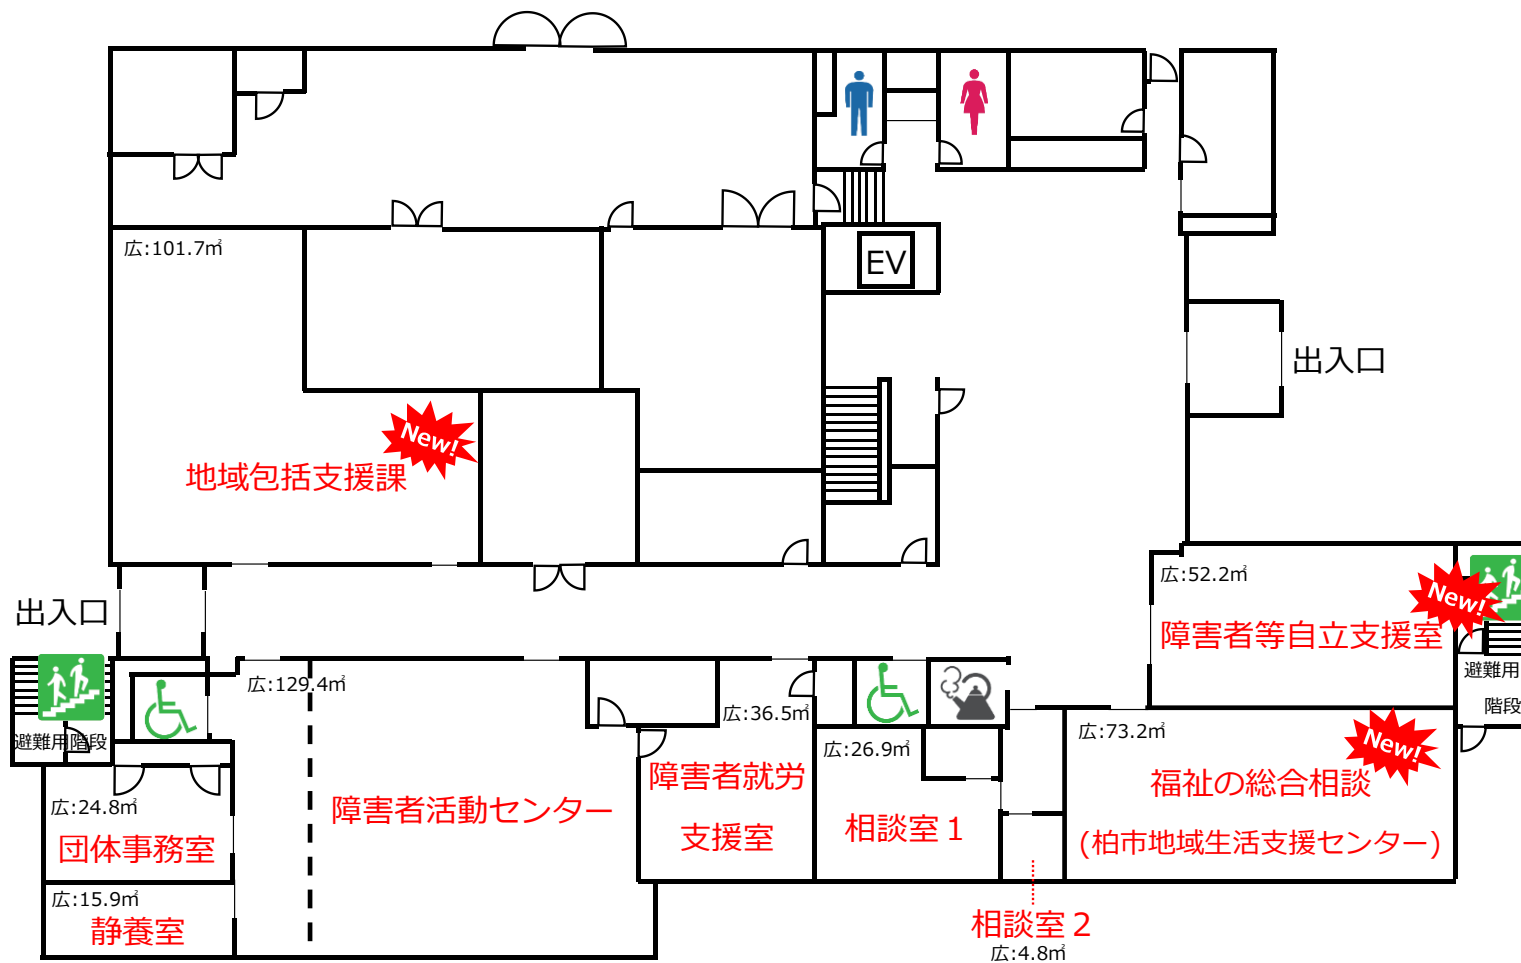 広:101.7㎡
EV
出入口
New!
地域包括支援課
広:52.2㎡
New!
障害者等自立支援室
出入口
避難用
階段
広:129.4㎡
広:36.5㎡
広:73.2㎡
New!
避難用階段
広:26.9㎡
障害者就労
支援室
福祉の総合相談
(柏市地域生活支援センター)
広:24.8㎡
団体事務室
障害者活動センター
相談室１
広:15.9㎡
静養室
相談室２
広:4.8㎡